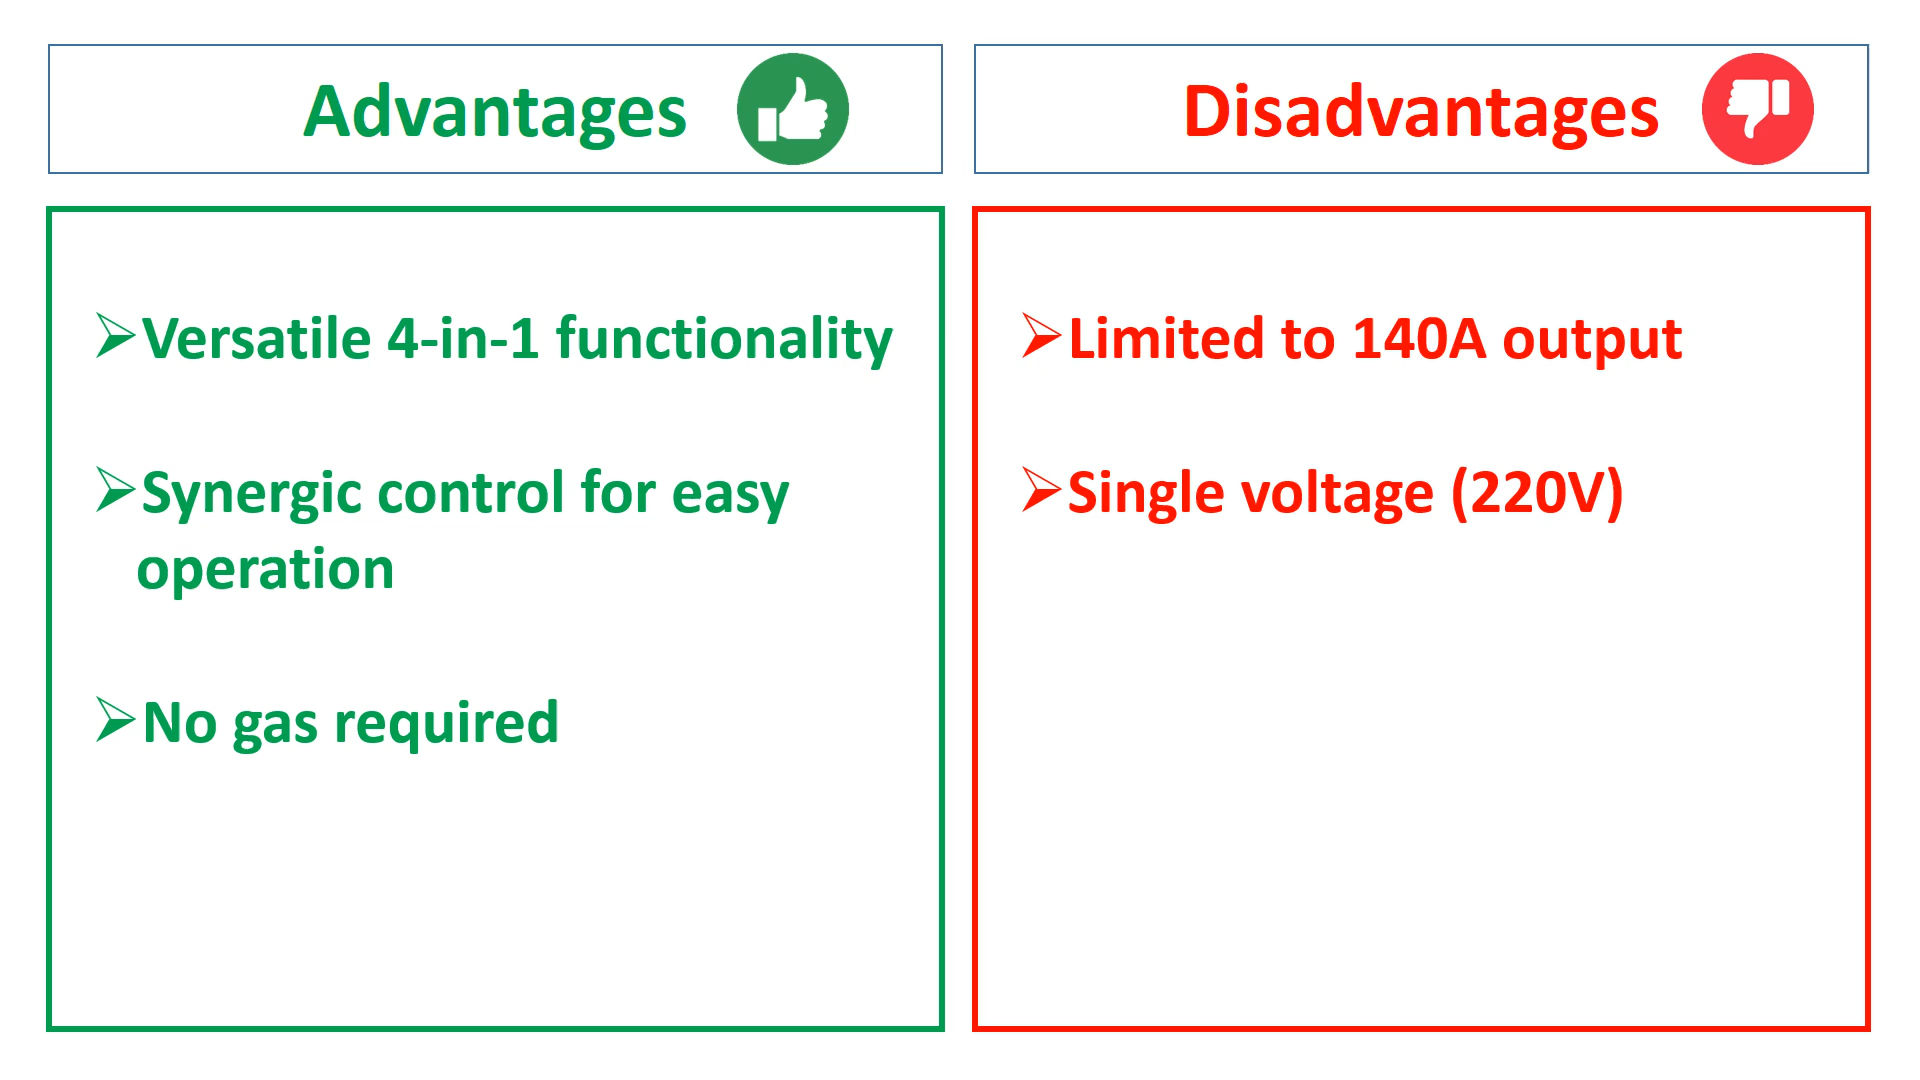 Advantages
Versatile 4-in-1 functionality
Synergic control for easy
operation
No gas required
Disadvantages
Limited to 140A output
Single voltage (220V)